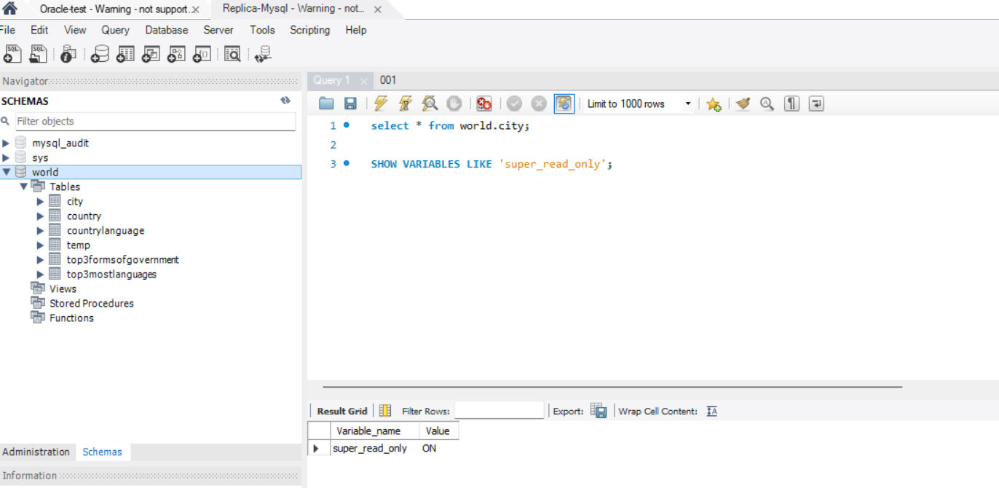 Oracle-test - Warning - not support.. ×
Replica-Mysql - Warning - not... ×
File Edit View Query Database Server Tools Scripting Help
SQL SQL
Navigator
Query 1 × 001
SCHEMAS
Limit to 1000 rows
Filter objects
mysql_audit
sys
world
Tables
city
country
countrylanguage
temp
top3formsofgovernment
top3mostlanguages
Views
Stored Procedures
Functions
1 select * from world.city;
2
3 SHOW VARIABLES LIKE 'super_read_only';
Result Grid Filter Rows: Export: Wrap Cell Content:
Variable_name Value
super_read_only ON
Administration Schemas
Information